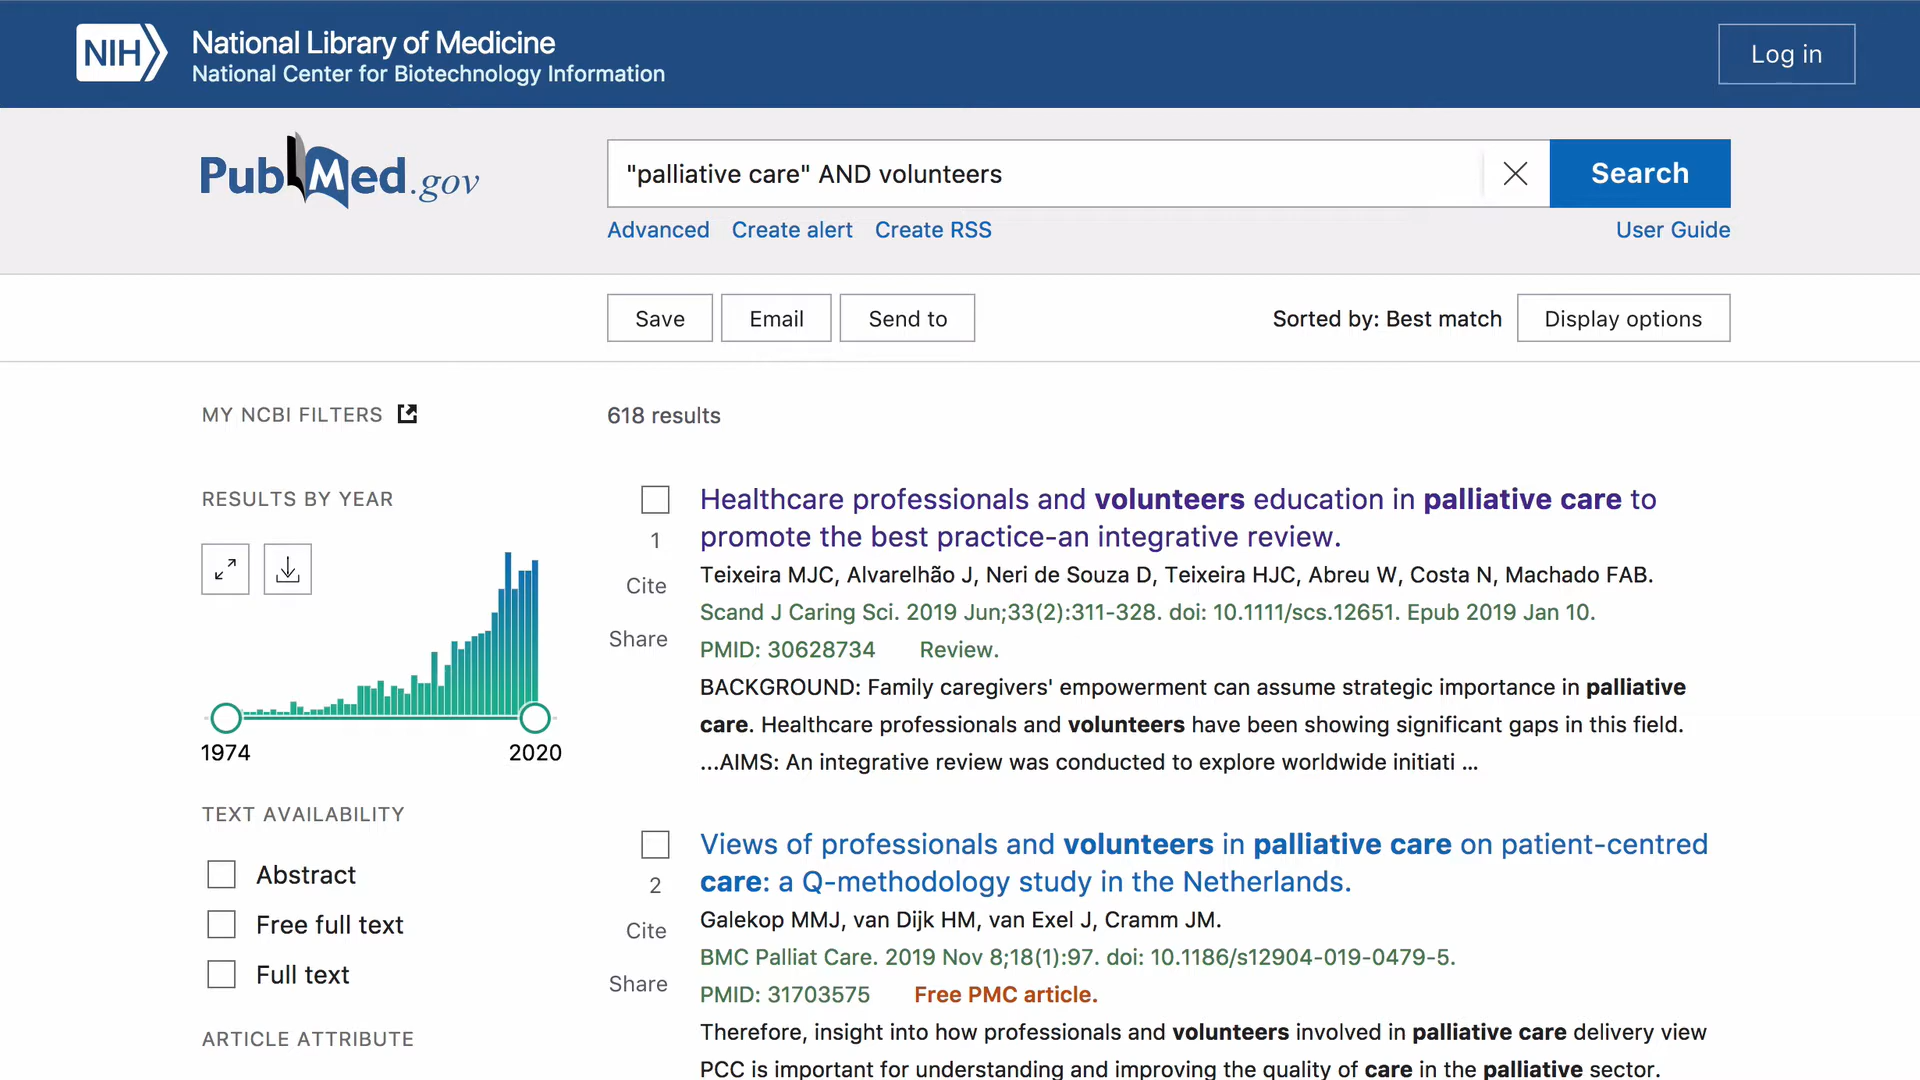 NIH
National Library of Medicine
National Center for Biotechnology Information
Log in
PubMed.gov
"palliative care" AND volunteers
Search
Advanced Create alert Create RSS
User Guide
Save Email Send to
Sorted by: Best match Display options
MY NCBI FILTERS
618 results
RESULTS BY YEAR
1974 2020
TEXT AVAILABILITY
Abstract
Free full text
Full text
ARTICLE ATTRIBUTE
1
Cite
Share
Healthcare professionals and volunteers education in palliative care to
promote the best practice-an integrative review.
Teixeira MJC, Alvarelhão J, Neri de Souza D, Teixeira HJC, Abreu W, Costa N, Machado FAB.
Scand J Caring Sci. 2019 Jun;33(2):311-328. doi: 10.1111/scs.12651. Epub 2019 Jan 10.
PMID: 30628734 Review.
BACKGROUND: Family caregivers' empowerment can assume strategic importance in palliative
care. Healthcare professionals and volunteers have been showing significant gaps in this field.
...AIMS: An integrative review was conducted to explore worldwide initiati ...
2
Cite
Share
Views of professionals and volunteers in palliative care on patient-centred
care: a Q-methodology study in the Netherlands.
Galekop MMJ, van Dijk HM, van Exel J, Cramm JM.
BMC Palliat Care. 2019 Nov 8;18(1):97. doi: 10.1186/s12904-019-0479-5.
PMID: 31703575 Free PMC article.
Therefore, insight into how professionals and volunteers involved in palliative care delivery view
PCC is important for understanding and improving the quality of care in the palliative sector.